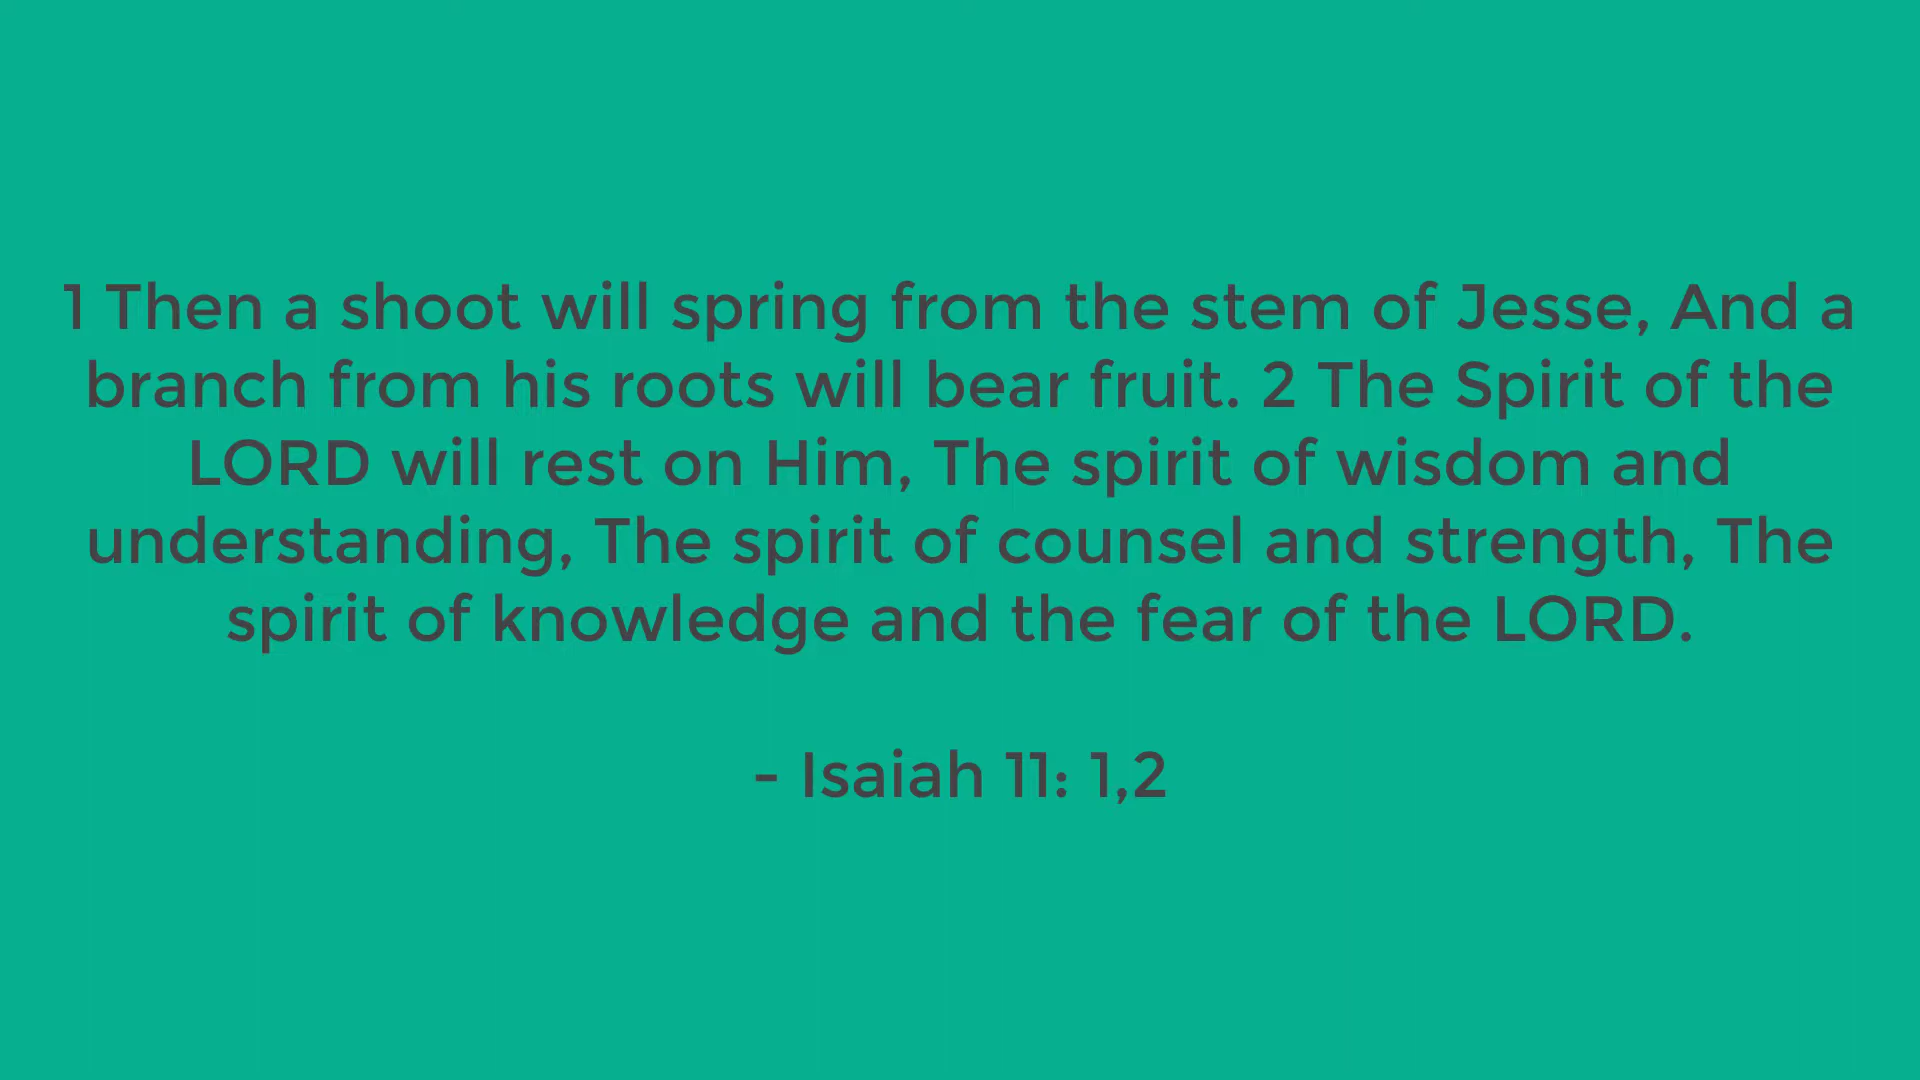 1 Then a shoot will spring from the stem of Jesse, And a
branch from his roots will bear fruit. 2 The Spirit of the
LORD will rest on Him, The spirit of wisdom and
understanding, The spirit of counsel and strength, The
spirit of knowledge and the fear of the LORD.
- Isaiah 11: 1,2